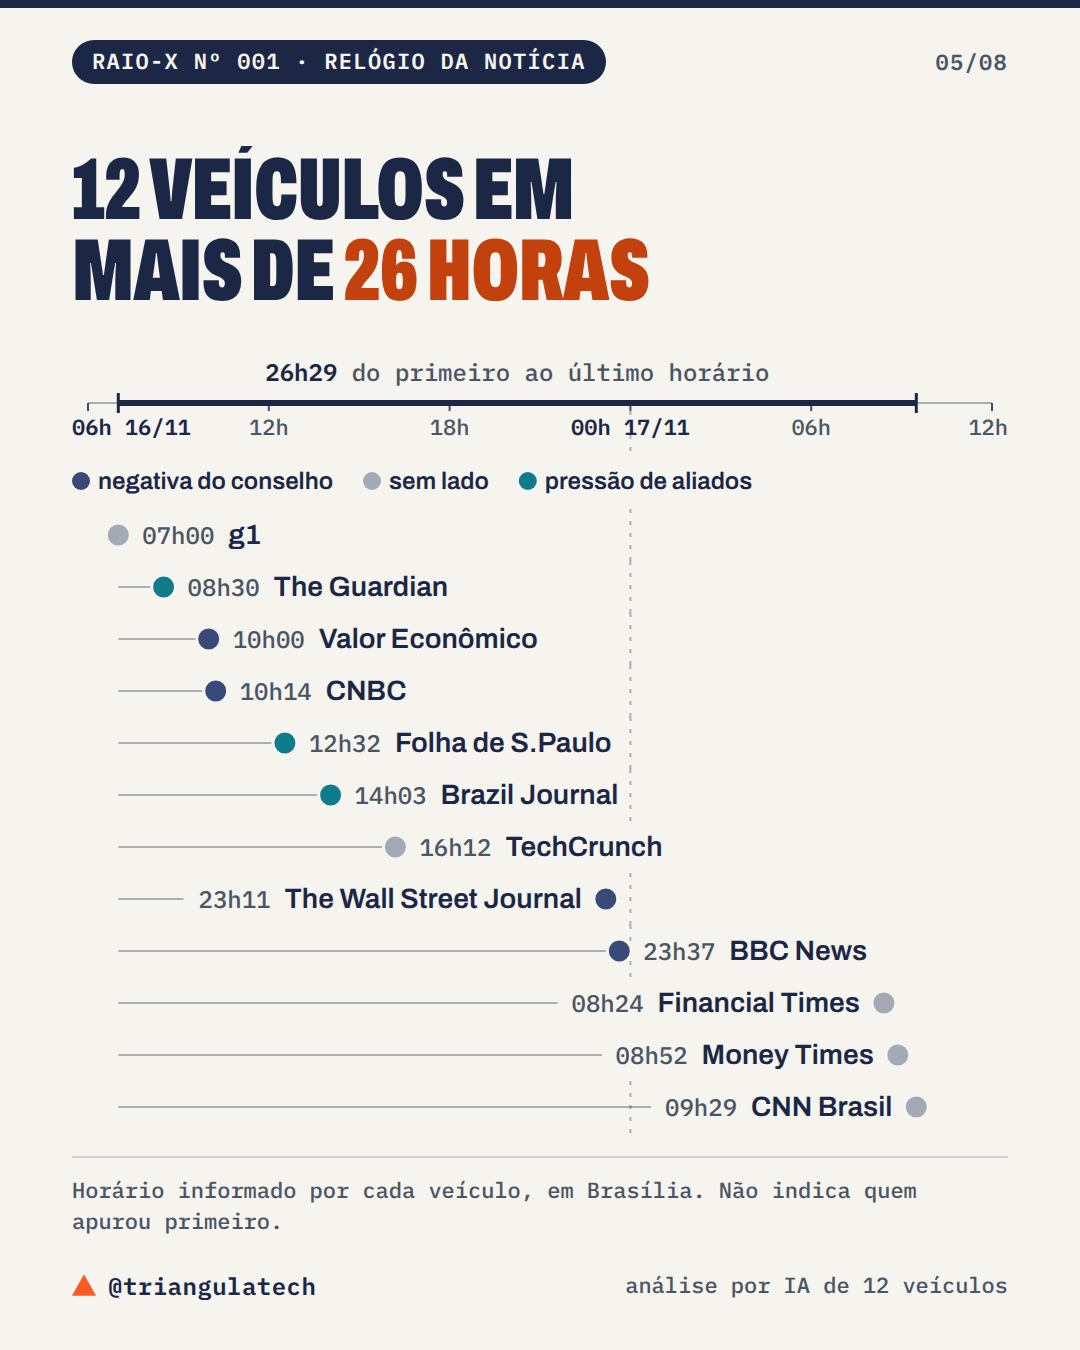 RAIO-X Nº 001 · RELÓGIO DA NOTÍCIA
05/08
12 VEÍCULOS EM
MAIS DE 26 HORAS
26h29 do primeiro ao último horário
06h 16/11 12h 18h 00h 17/11 06h 12h
negativa do conselho sem lado pressão de aliados
07h00 g1
08h30 The Guardian
10h00 Valor Econômico
10h14 CNBC
12h32 Folha de S.Paulo
14h03 Brazil Journal
16h12 TechCrunch
23h11 The Wall Street Journal
23h37 BBC News
08h24 Financial Times
08h52 Money Times
09h29 CNN Brasil
Horário informado por cada veículo, em Brasília. Não indica quem
apurou primeiro.
@triangulatech
análise por IA de 12 veículos